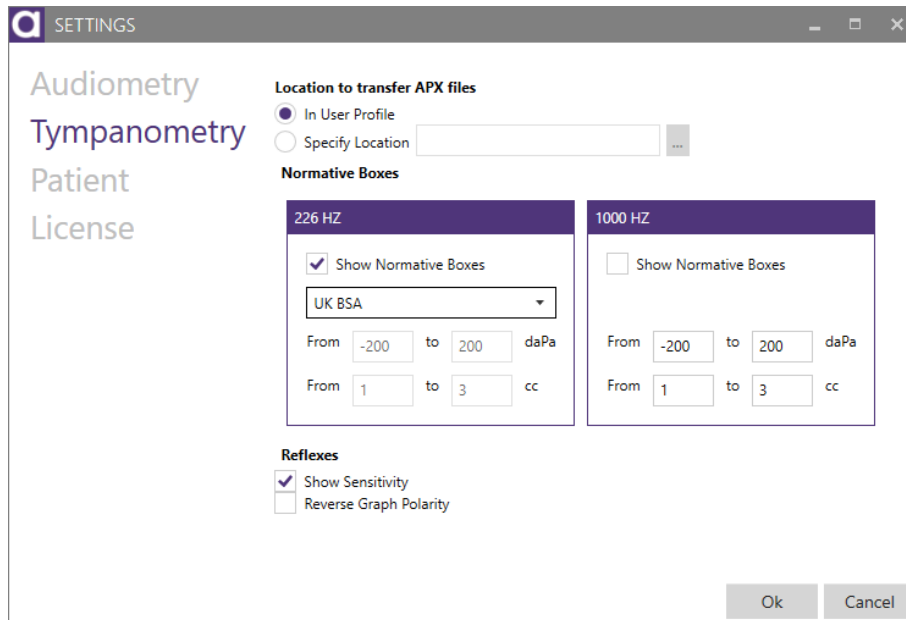 a SETTINGS
Audiometry
Tympanometry
Patient
License
Location to transfer APX files
In User Profile
Specify Location ...
Normative Boxes
226 HZ
Show Normative Boxes
UK BSA
From -200 to 200 daPa
From 1 to 3 cc
1000 HZ
Show Normative Boxes
From -200 to 200 daPa
From 1 to 3 cc
Reflexes
Show Sensitivity
Reverse Graph Polarity
Ok Cancel